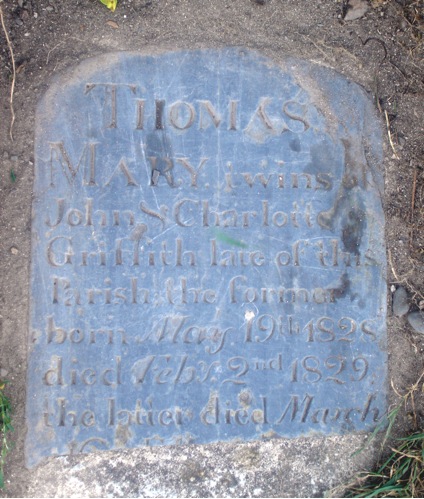 THOMAS
MARY twins of
John & Charlotte
Griffith late of this
Parish, the former
born May 19th 1828
died Feby 2nd 1829,
the latter died March